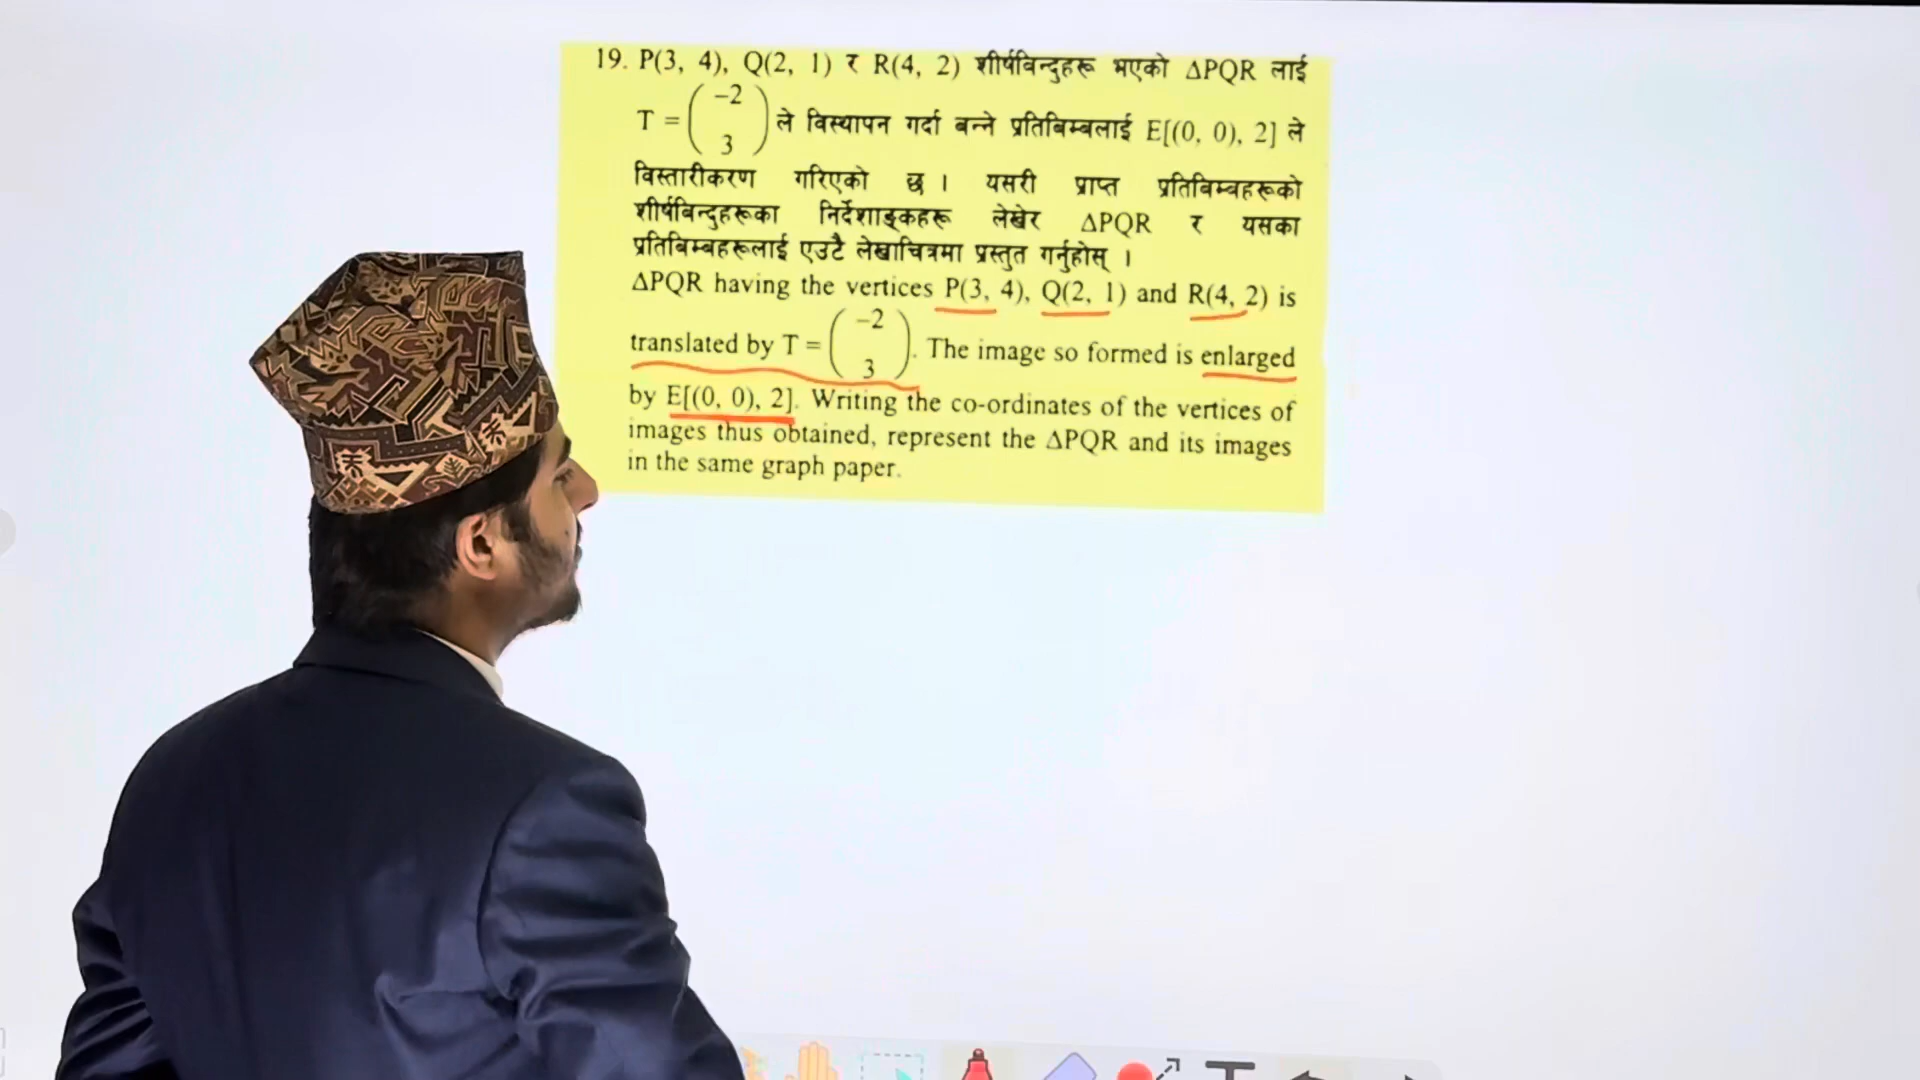 19. P(3, 4), Q(2, 1) र R(4, 2) शीर्षविन्दुहरू भएको ΔPQR लाई
T = (-2 3) ले विस्थापन गर्दा बन्ने प्रतिबिम्बलाई E[(0, 0), 2] ले
विस्तारीकरण गरिएको छ । यसरी प्राप्त प्रतिबिम्बहरूको
शीर्षबिन्दुहरूका निर्देशाङ्कहरू लेखेर ΔPQR र यसका
प्रतिबिम्बहरूलाई एउटै लेखाचित्रमा प्रस्तुत गर्नुहोस् ।
ΔPQR having the vertices P(3, 4), Q(2, 1) and R(4, 2) is
translated by T = (-2 3). The image so formed is enlarged
by E[(0, 0), 2]. Writing the co-ordinates of the vertices of
images thus obtained, represent the ΔPQR and its images
in the same graph paper.